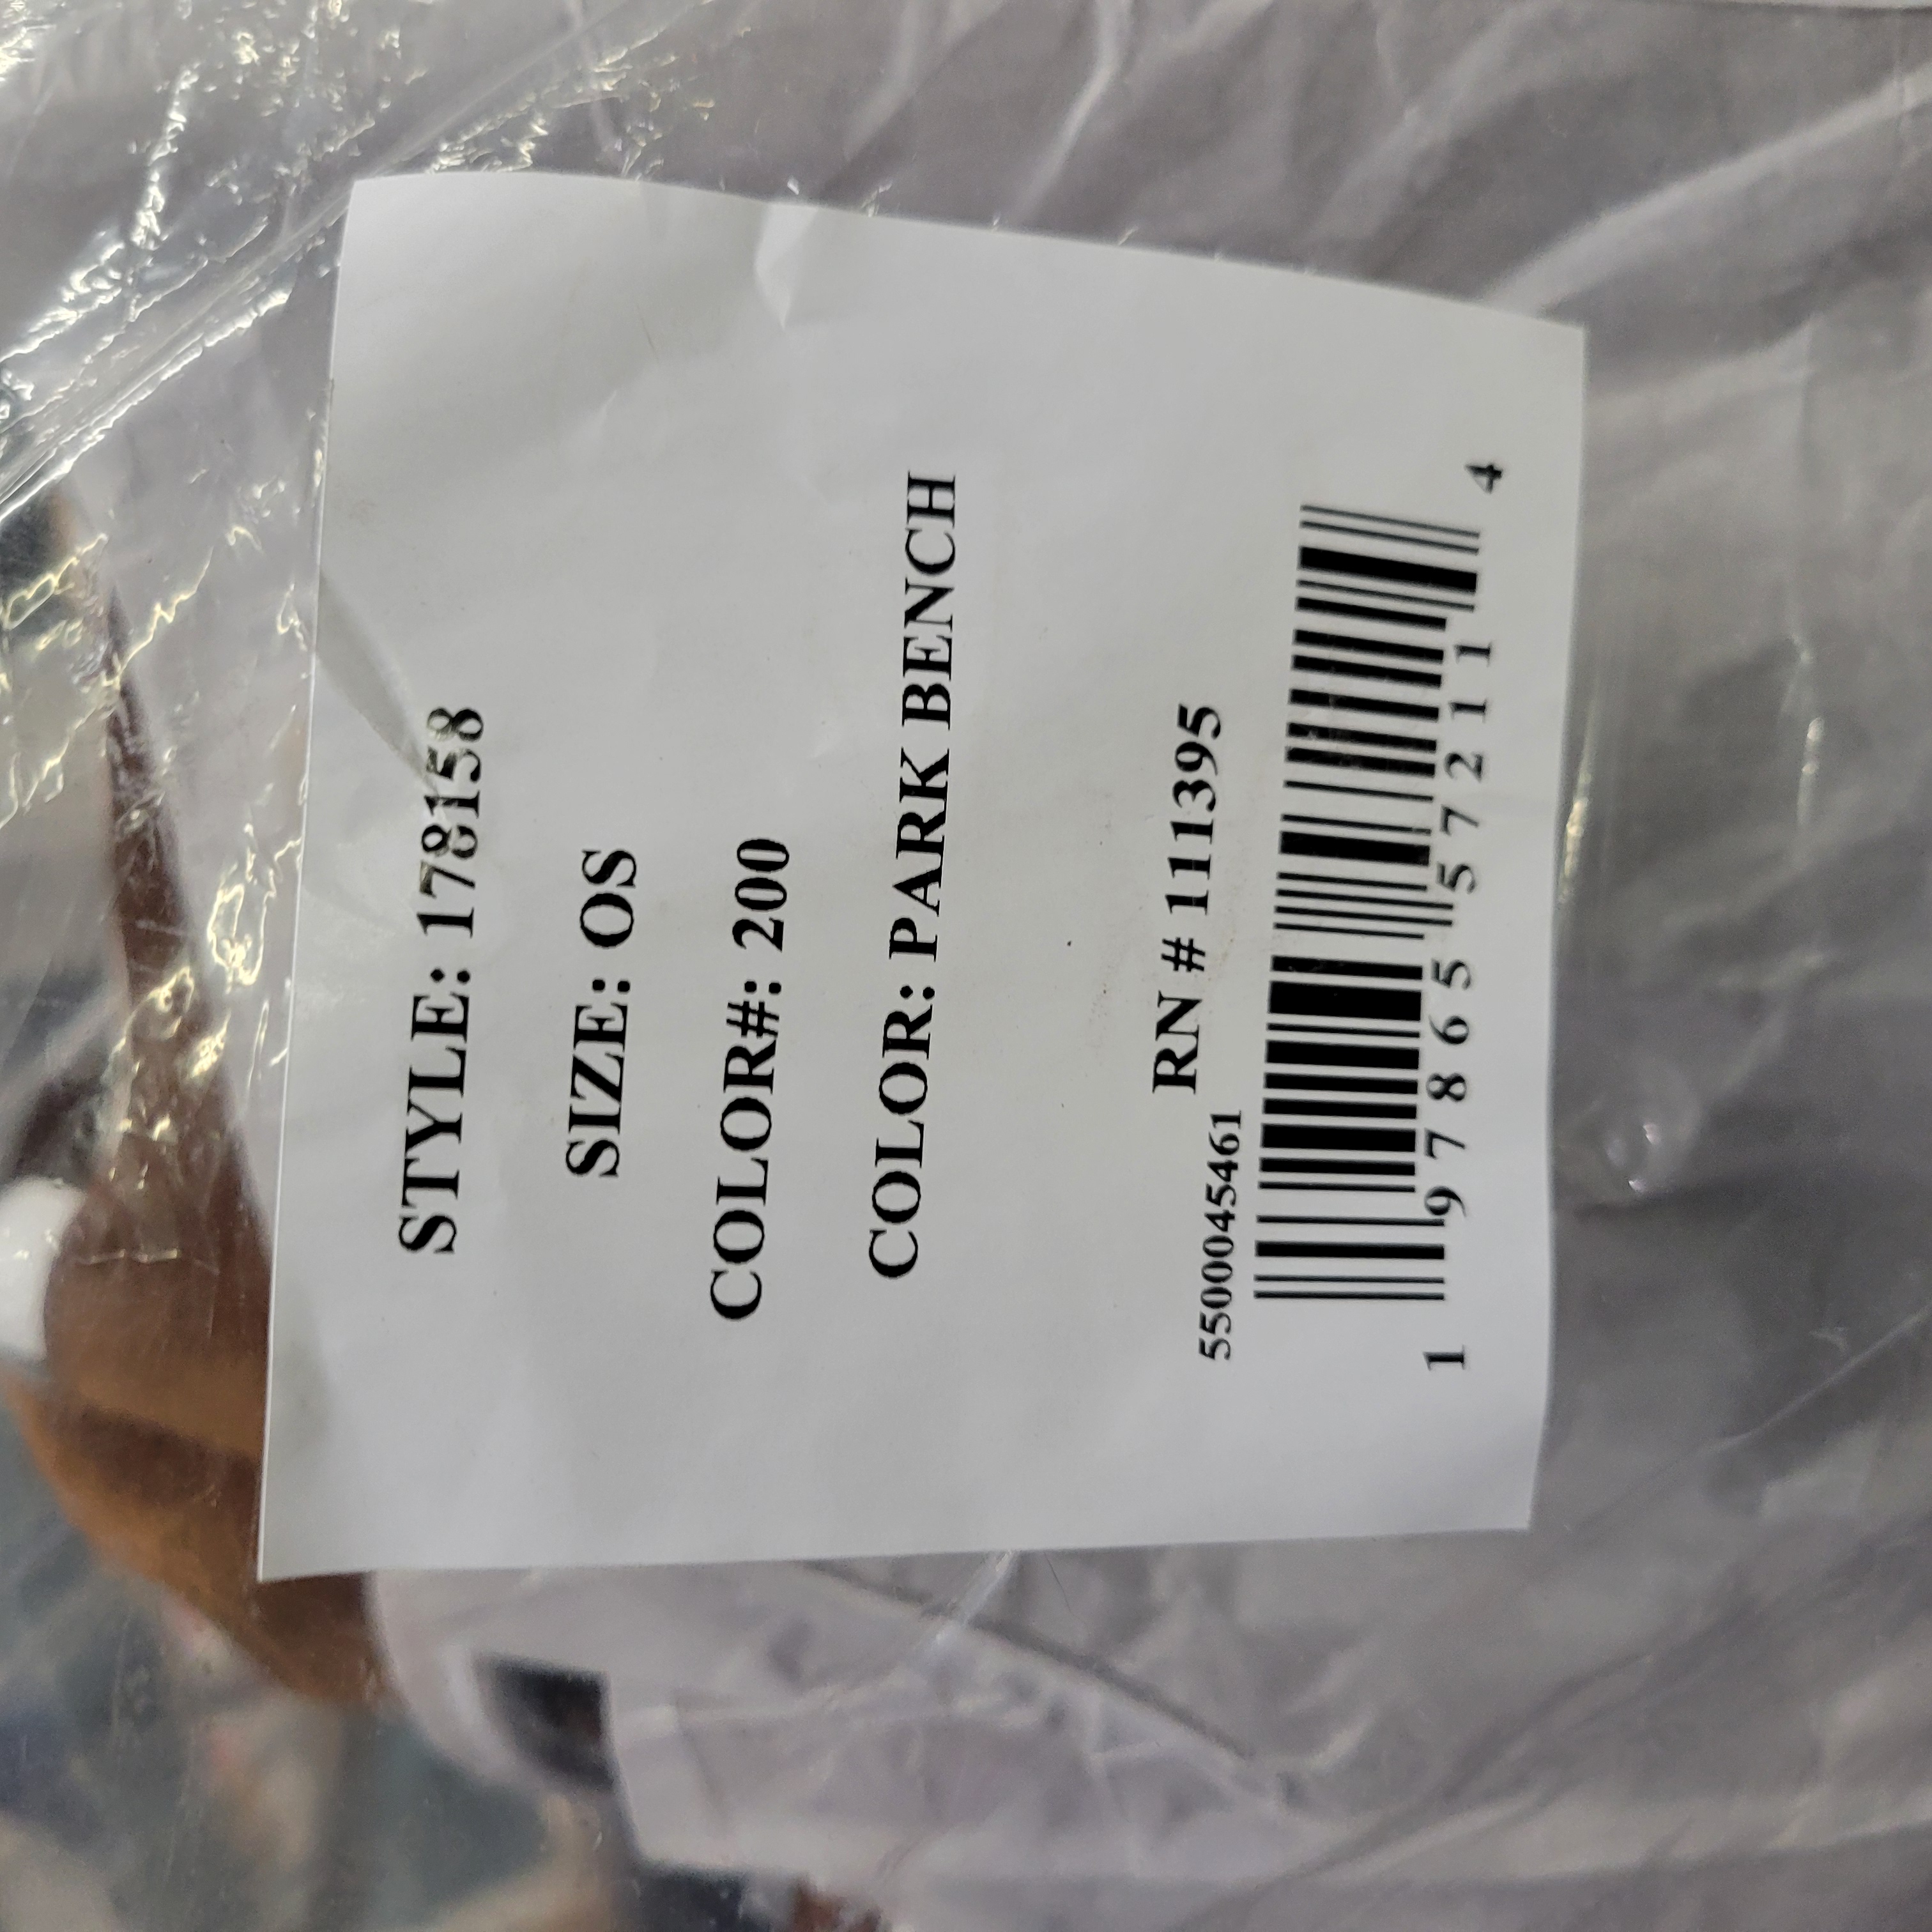 STYLE: 178158
SIZE: OS
COLOR#: 200
COLOR: PARK BENCH
RN # 111395
5500045461
1 97865 57211 4